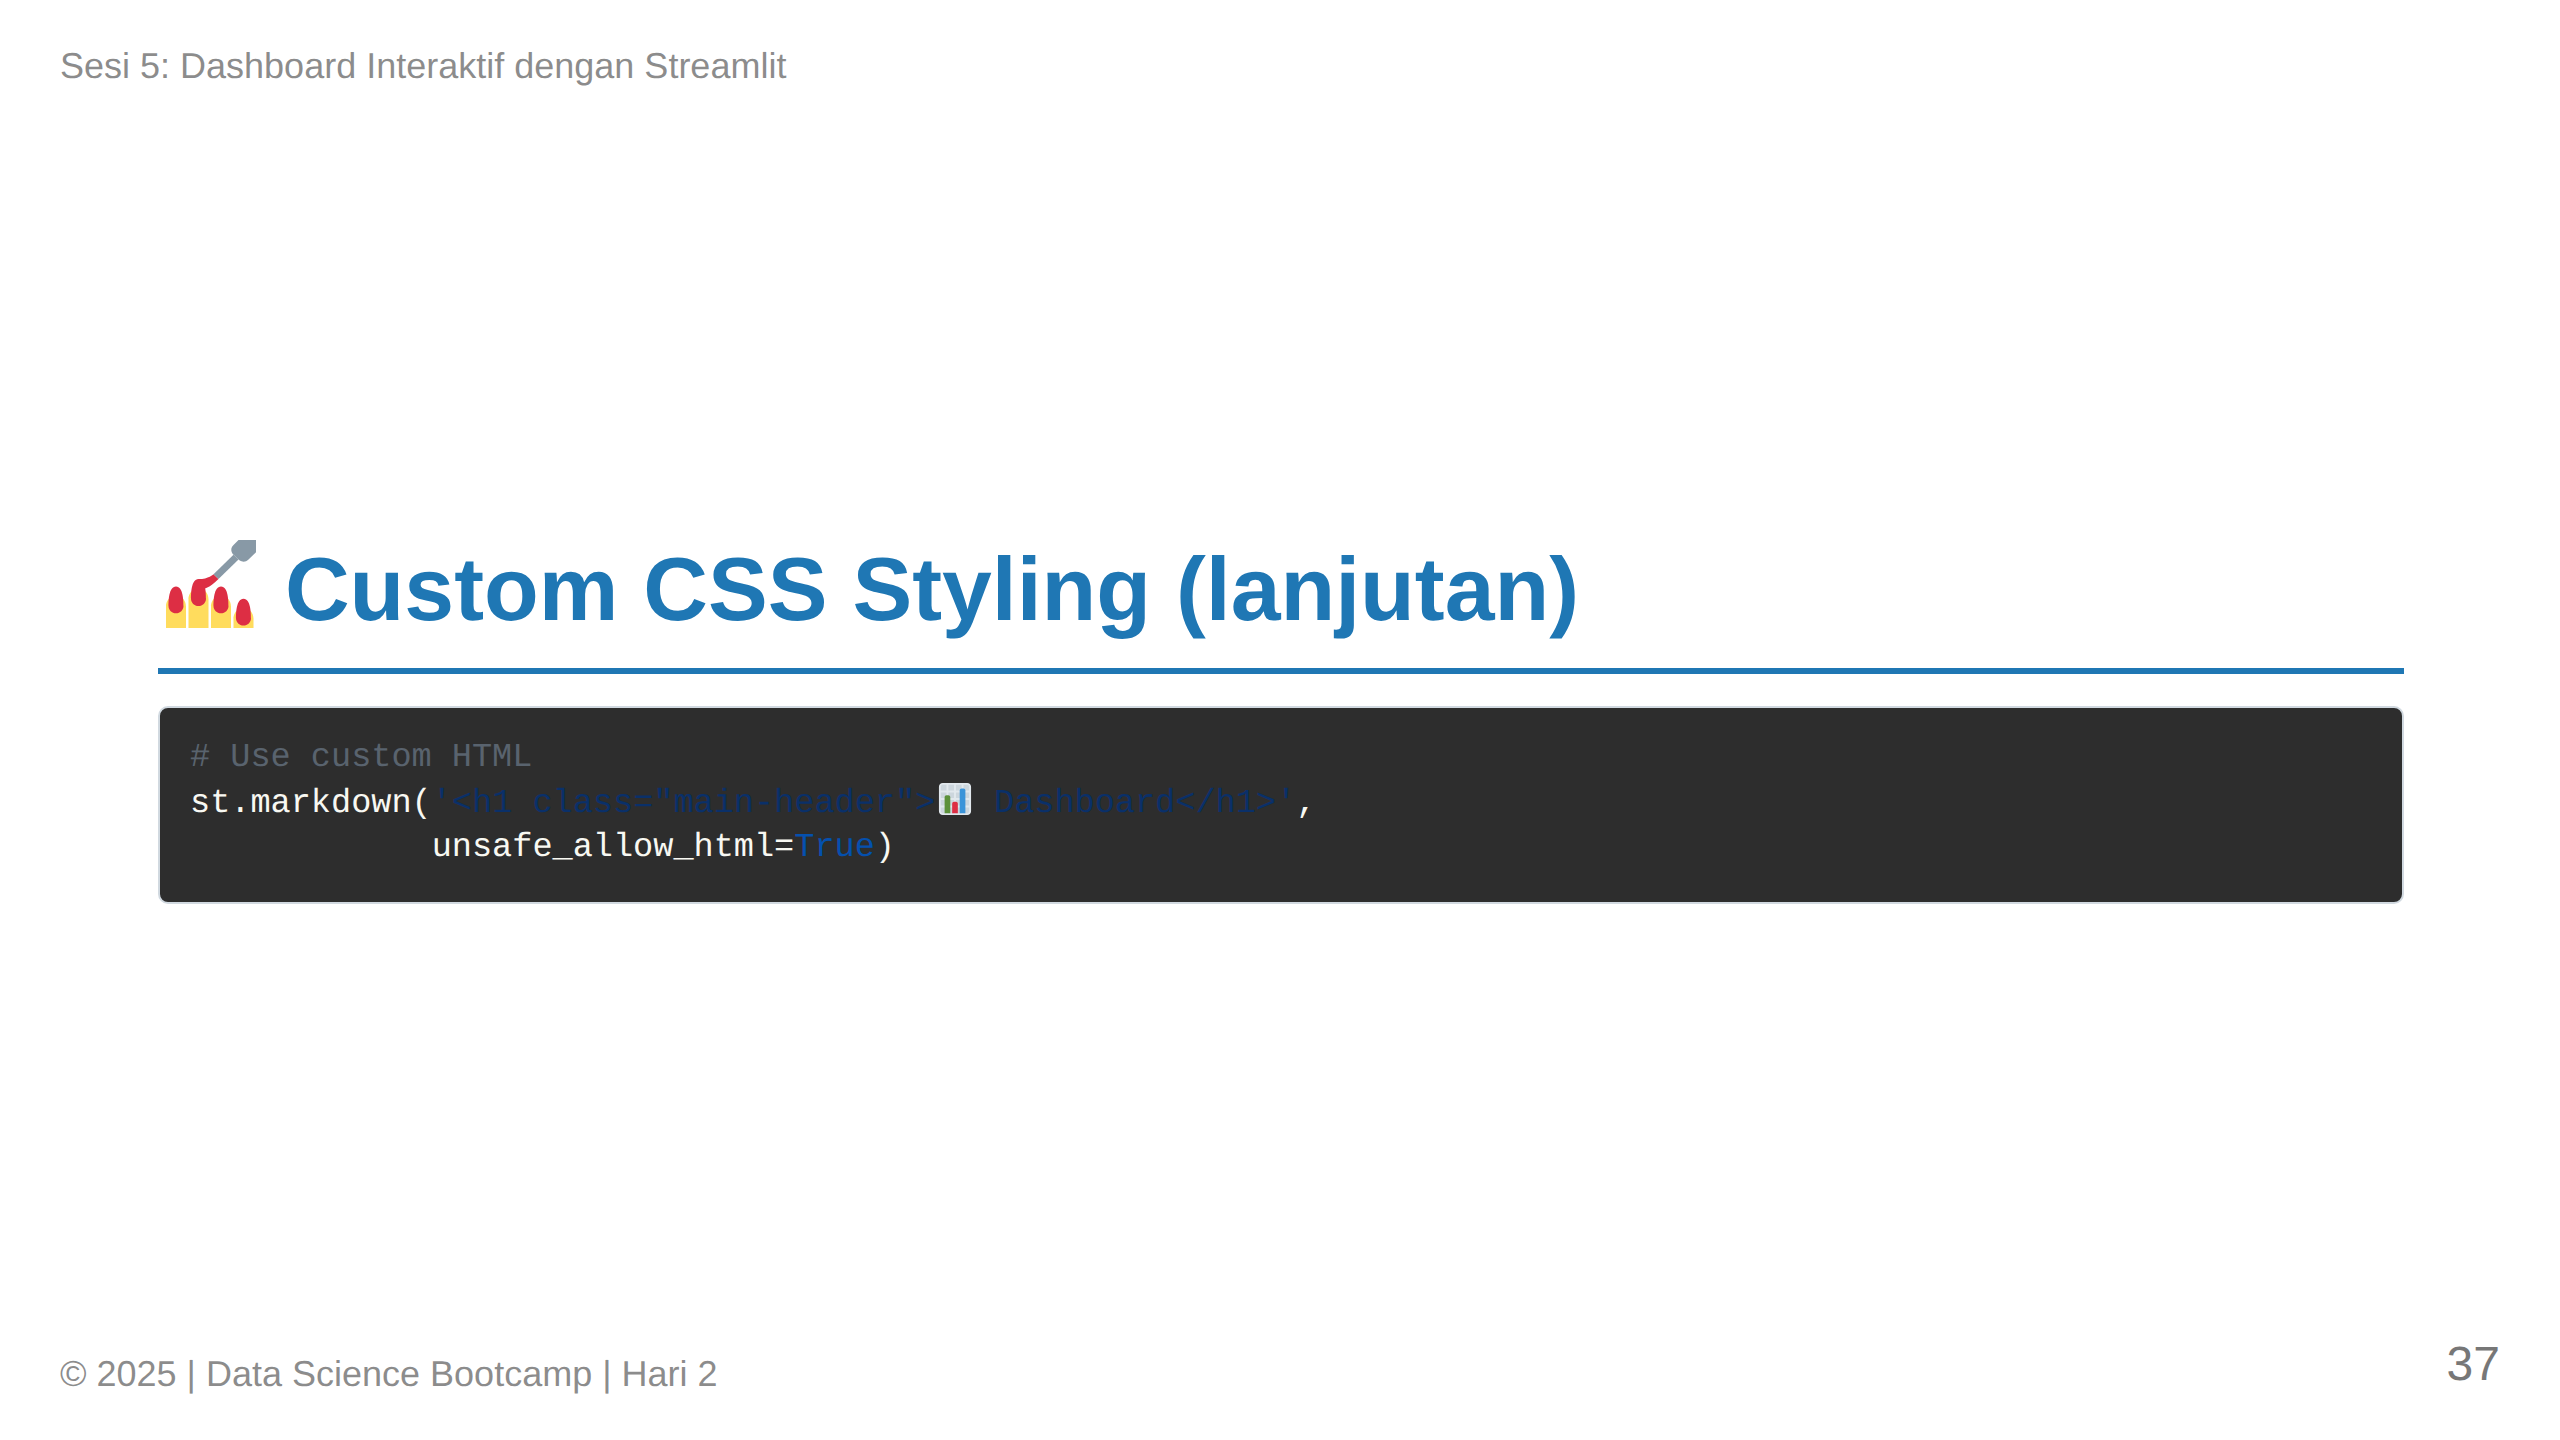 Sesi 5: Dashboard Interaktif dengan Streamlit
💅 Custom CSS Styling (lanjutan)
# Use custom HTML
st.markdown('<h1 class="main-header">📊 Dashboard</h1>',
            unsafe_allow_html=True)
© 2025 | Data Science Bootcamp | Hari 2
37